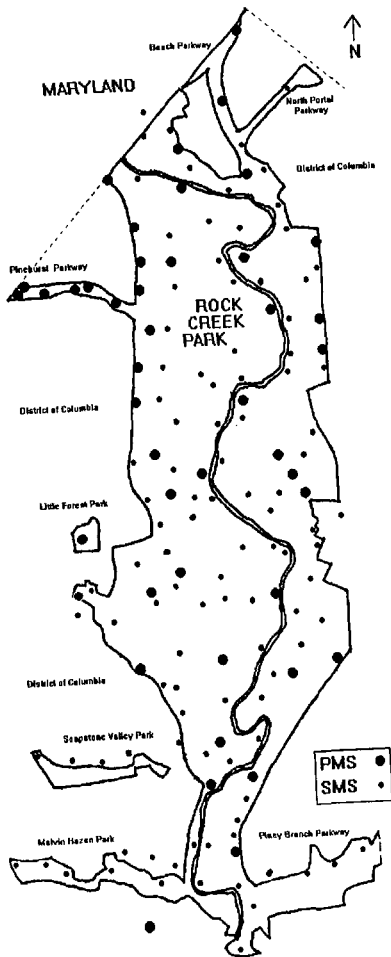 Beach Parkway
N
MARYLAND
North Portal
Parkway
District of Columbia
Pinehurst Parkway
ROCK
CREEK
PARK
District of Columbia
Little Forest Park
District of Columbia
Soapstone Valley Park
PMS
SMS
Melvin Hazen Park
Piney Branch Parkway